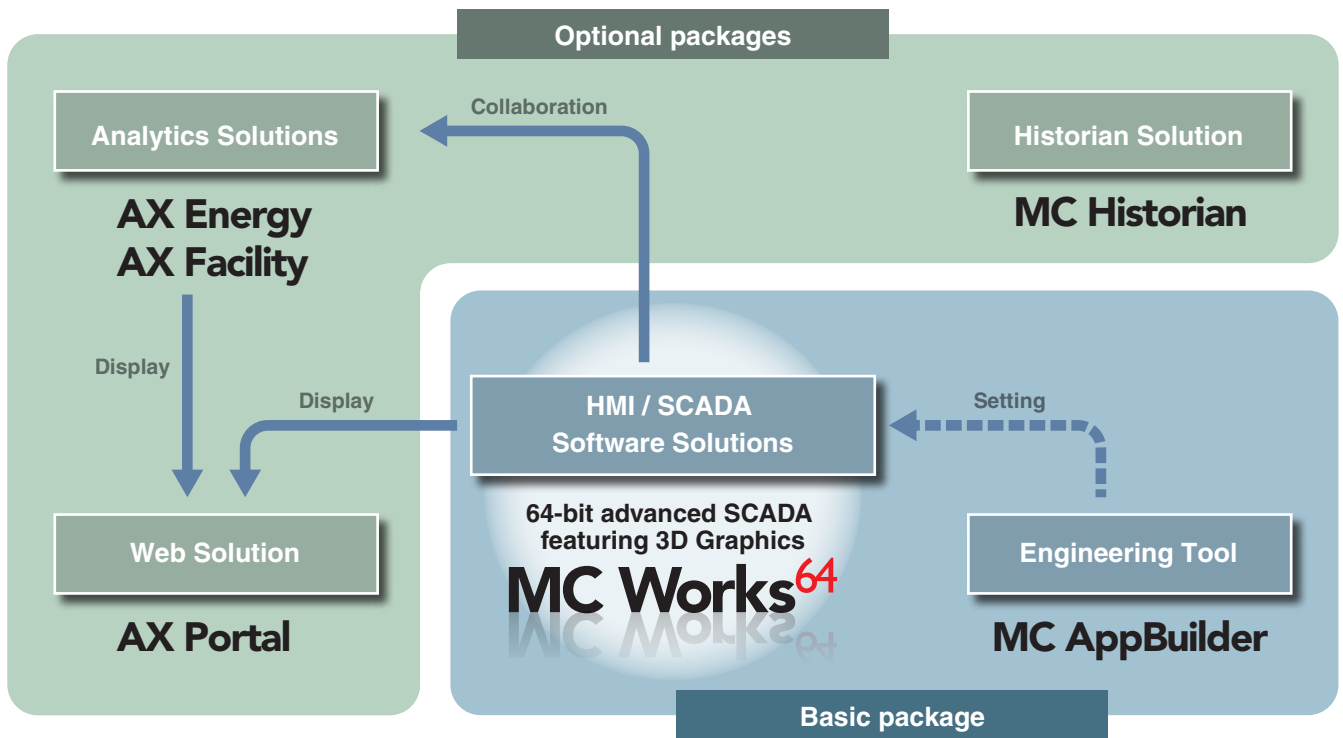 Optional packages
Collaboration
Analytics Solutions
Historian Solution
AX Energy
AX Facility
MC Historian
Display
Display
HMI / SCADA
Software Solutions
Setting
64-bit advanced SCADA
featuring 3D Graphics
MC Works64
Web Solution
Engineering Tool
AX Portal
MC AppBuilder
Basic package